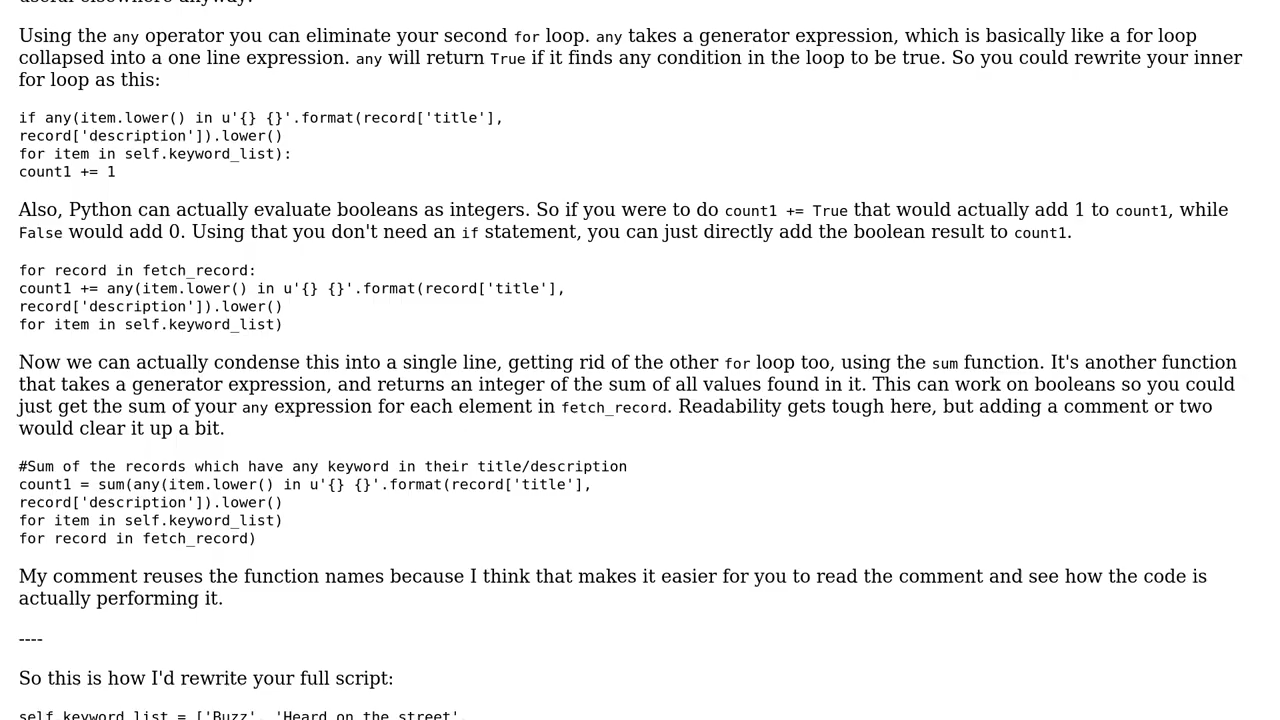 useful elsewhere anyway.
Using the any operator you can eliminate your second for loop. any takes a generator expression, which is basically like a for loop
collapsed into a one line expression. any will return True if it finds any condition in the loop to be true. So you could rewrite your inner
for loop as this:
if any(item.lower() in u'{} {}'.format(record['title'],
record['description']).lower()
for item in self.keyword_list):
count1 += 1
Also, Python can actually evaluate booleans as integers. So if you were to do count1 += True that would actually add 1 to count1, while
False would add 0. Using that you don't need an if statement, you can just directly add the boolean result to count1.
for record in fetch_record:
count1 += any(item.lower() in u'{} {}'.format(record['title'],
record['description']).lower()
for item in self.keyword_list)
Now we can actually condense this into a single line, getting rid of the other for loop too, using the sum function. It's another function
that takes a generator expression, and returns an integer of the sum of all values found in it. This can work on booleans so you could
just get the sum of your any expression for each element in fetch_record. Readability gets tough here, but adding a comment or two
would clear it up a bit.
#Sum of the records which have any keyword in their title/description
count1 = sum(any(item.lower() in u'{} {}'.format(record['title'],
record['description']).lower()
for item in self.keyword_list)
for record in fetch_record)
My comment reuses the function names because I think that makes it easier for you to read the comment and see how the code is
actually performing it.
----
So this is how I'd rewrite your full script:
self.keyword_list = ['Buzz', 'Heard on the street',